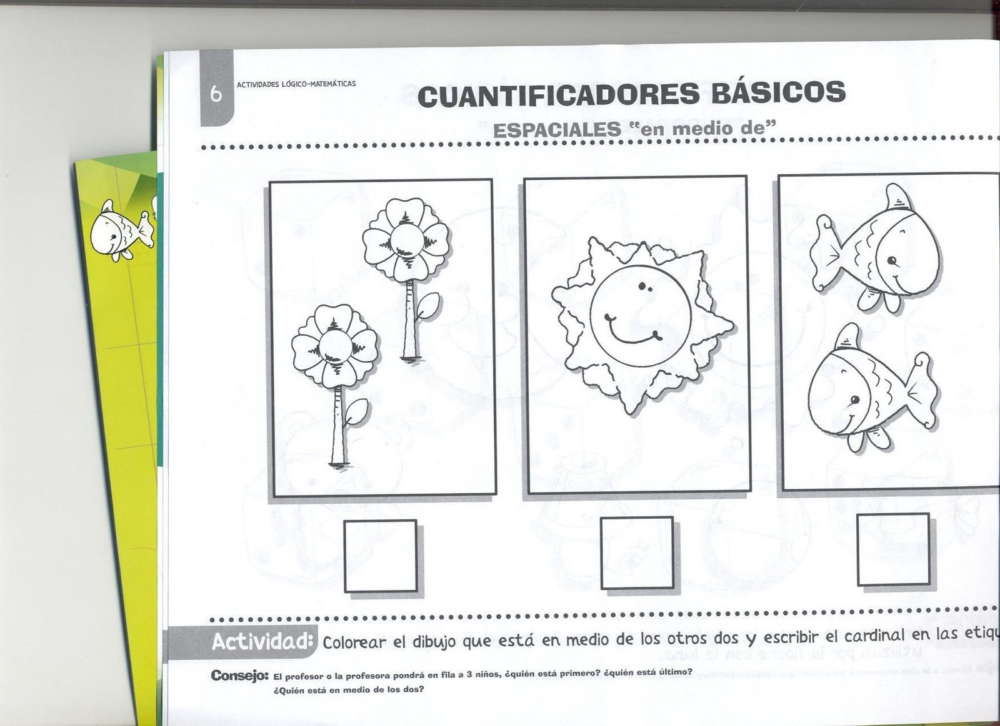 6
ACTIVIDADES LÓGICO-MATEMÁTICAS
CUANTIFICADORES BÁSICOS
ESPACIALES “en medio de”
Actividad: Colorear el dibujo que está en medio de los otros dos y escribir el cardinal en las etiqu
Consejo: El profesor o la profesora pondrá en fila a 3 niños, ¿quién está primero? ¿quién está último?
¿Quién está en medio de los dos?